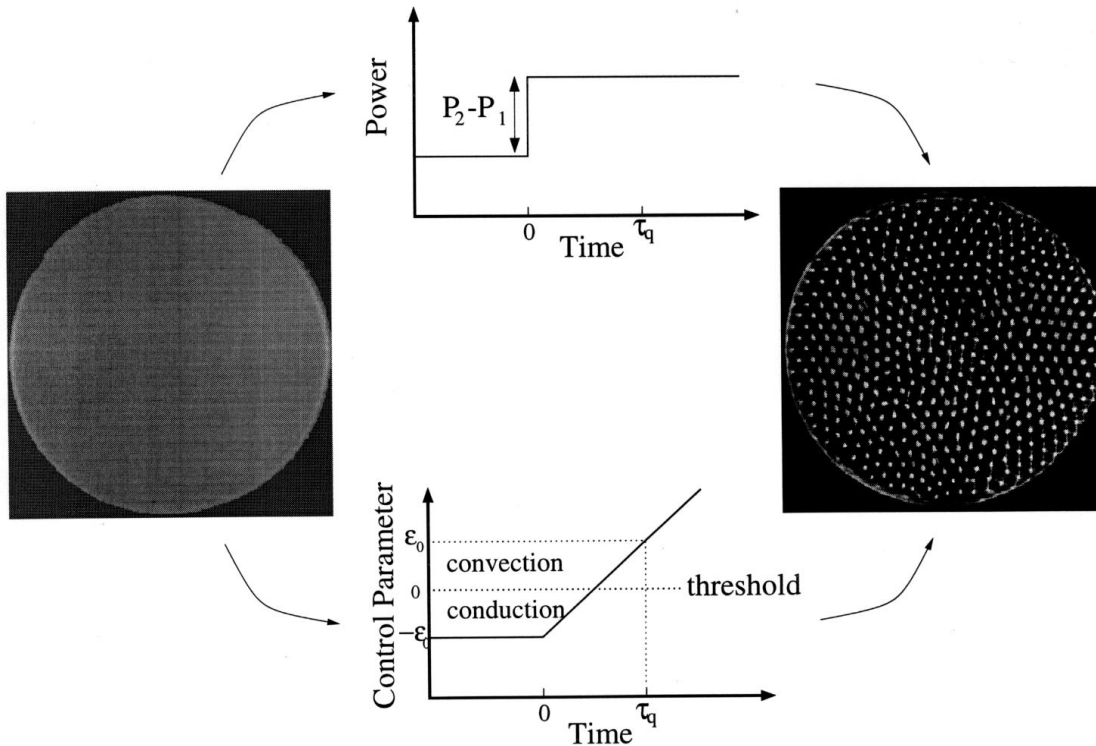 Power
P₂-P₁
0
τq
Time
Control Parameter
ε₀
convection
0
threshold
conduction
-ε₀
0
τq
Time